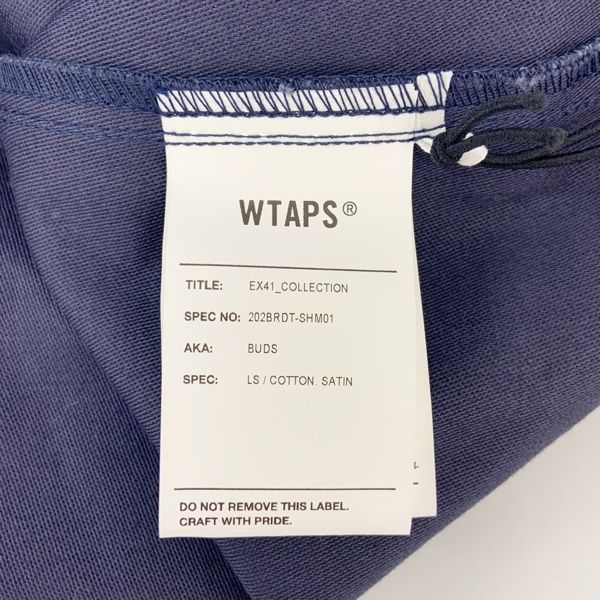 WTAPS®
TITLE: EX41_COLLECTION
SPEC NO: 202BRDT-SHM01
AKA: BUDS
SPEC: LS / COTTON. SATIN
DO NOT REMOVE THIS LABEL.
CRAFT WITH PRIDE.